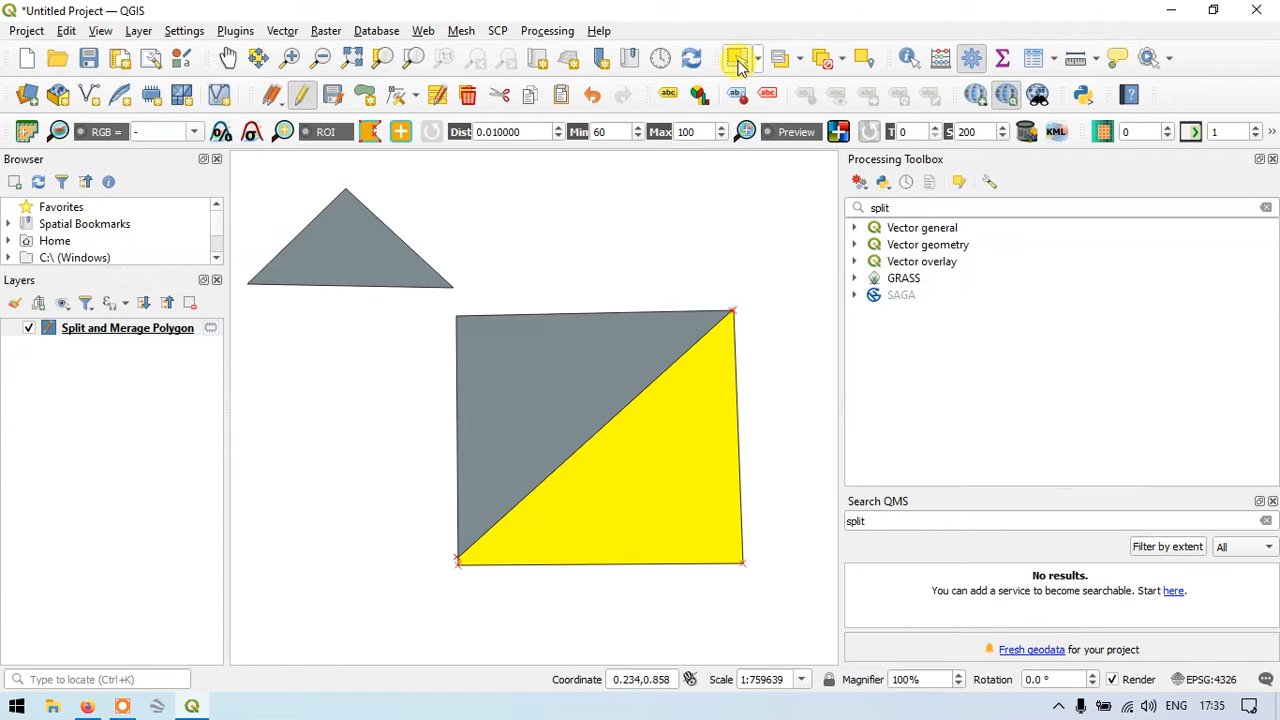 *Untitled Project — QGIS
Project Edit View Layer Settings Plugins Vector Raster Database Web Mesh SCP Processing Help
RGB = - ROI Dist 0.010000 Min 60 Max 100 Preview T 0 S 200 KML 0 1 »
Browser
Favorites
Spatial Bookmarks
Home
C:\ (Windows)
Layers
Split and Merage Polygon
Processing Toolbox
split
Vector general
Vector geometry
Vector overlay
GRASS
SAGA
Search QMS
split
Filter by extent All
No results.
You can add a service to become searchable. Start here.
Fresh geodata for your project
Type to locate (Ctrl+K) Coordinate 0.234,0.858 Scale 1:759639 Magnifier 100% Rotation 0.0 ° Render EPSG:4326
ENG 17:35